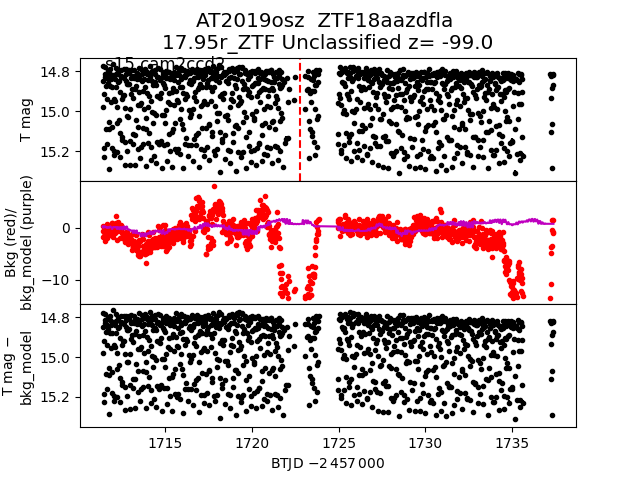 AT2019osz  ZTF18aazdfla
17.95r_ZTF Unclassified z= -99.0
s15 cam2ccd3
14.8
15.0
15.2
T mag
0
−10
Bkg (red)/
bkg_model (purple)
14.8
15.0
15.2
T mag −
bkg_model
1715
1720
1725
1730
1735
BTJD −2 457 000